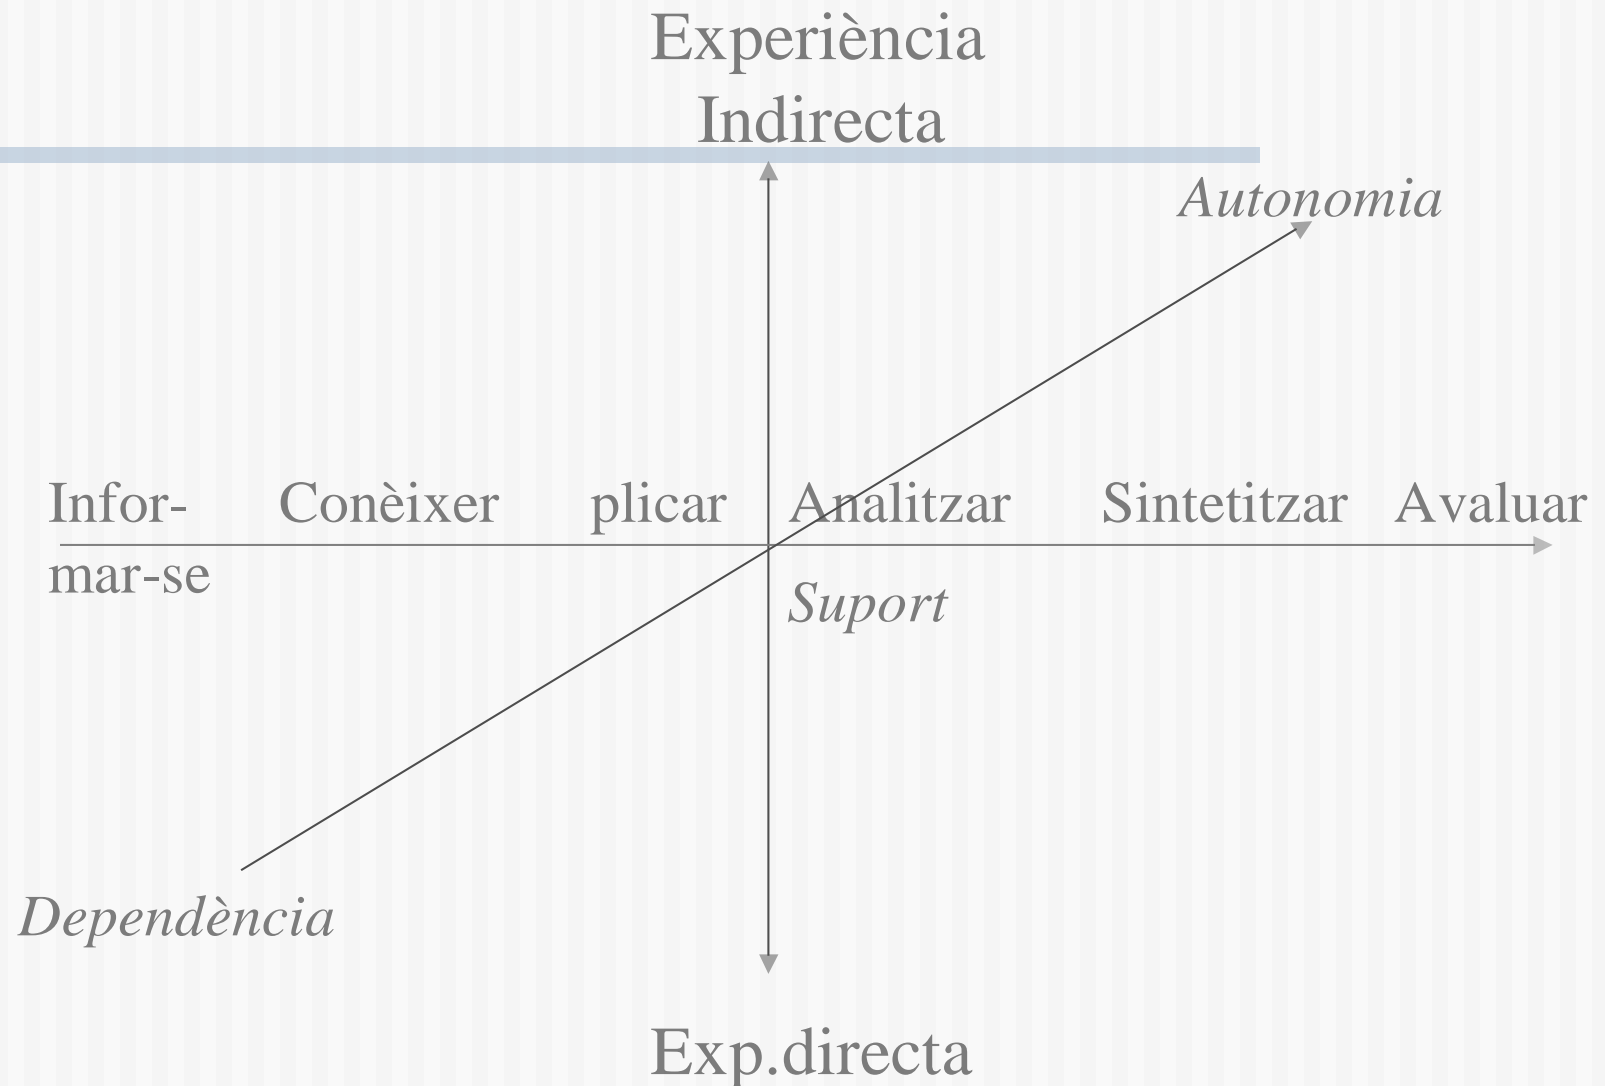 Experiència
Indirecta
Autonomia
Infor- Conèixer plicar Analitzar Sintetitzar Avaluar
mar-se
Suport
Dependència
Exp.directa